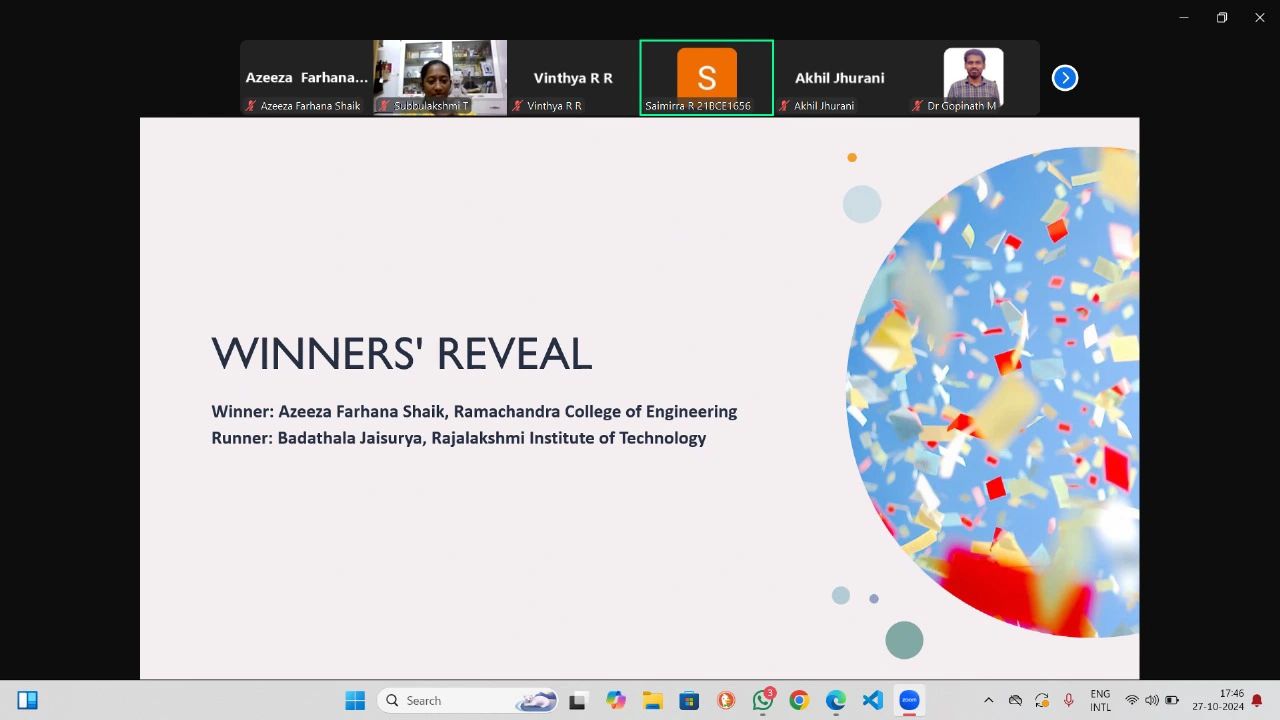 Azeeza Farhana...
Vinthya R R
S
Akhil Jhurani
Azeeza Farhana Shaik
Subbulakshmi T
Vinthya R R
Saimirra R 21BCE1656
Akhil Jhurani
Dr Gopinath M
WINNERS' REVEAL
Winner: Azeeza Farhana Shaik, Ramachandra College of Engineering
Runner: Badathala Jaisurya, Rajalakshmi Institute of Technology
Search
zoom
3
ENG
INTL
17:46
27-10-2024